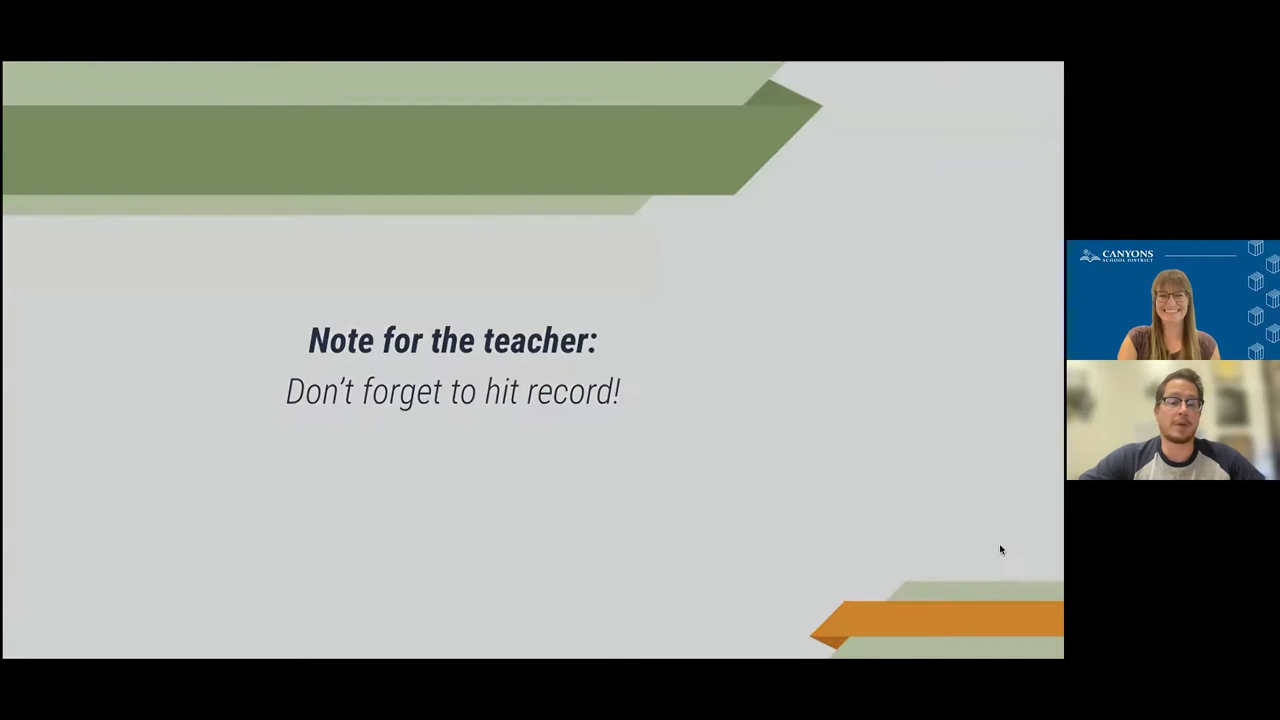 Note for the teacher:
Don't forget to hit record!
CANYONS
SCHOOL DISTRICT